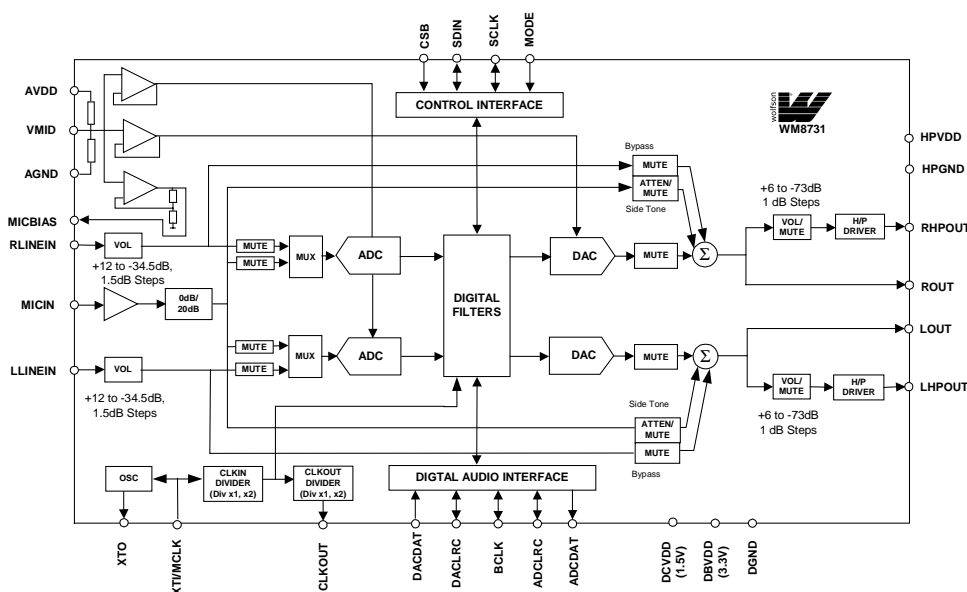 CSB
SDIN
SCLK
MODE
CONTROL INTERFACE
wolfson
WM8731
AVDD
VMID
AGND
MICBIAS
RLINEIN
MICIN
LLINEIN
VOL
+12 to -34.5dB,
1.5dB Steps
0dB/
20dB
VOL
+12 to -34.5dB,
1.5dB Steps
MUTE
MUTE
MUX
ADC
MUTE
MUTE
MUX
ADC
DIGITAL
FILTERS
DAC
MUTE
DAC
MUTE
Bypass
MUTE
ATTEN/
MUTE
Side Tone
Σ
Σ
Side Tone
ATTEN/
MUTE
MUTE
Bypass
+6 to -73dB
1 dB Steps
VOL/
MUTE
H/P
DRIVER
VOL/
MUTE
H/P
DRIVER
+6 to -73dB
1 dB Steps
HPVDD
HPGND
RHPOUT
ROUT
LOUT
LHPOUT
OSC
CLKIN
DIVIDER
(Div x1, x2)
CLKOUT
DIVIDER
(Div x1, x2)
DIGTAL AUDIO INTERFACE
XTO
XTI/MCLK
CLKOUT
DACDAT
DACLRC
BCLK
ADCLRC
ADCDAT
DCVDD
(1.5V)
DBVDD
(3.3V)
DGND